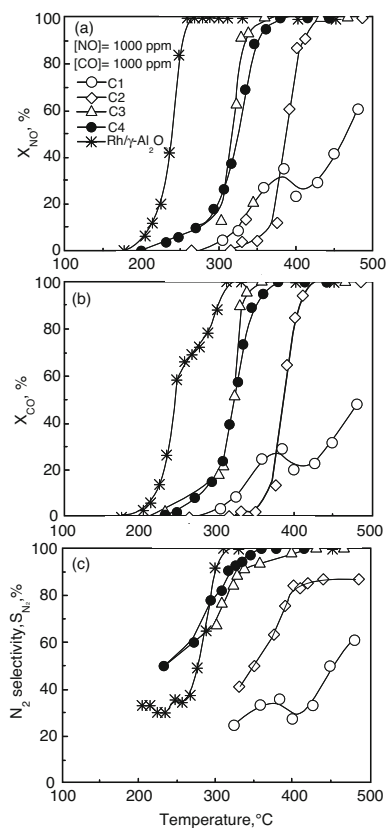 100
80
60
40
20
0
X_NO, %
(a)
[NO]= 1000 ppm
[CO]= 1000 ppm
C1
C2
C3
C4
Rh/γ-Al₂O
100 200 300 400 500
100
80
60
40
20
0
X_CO, %
(b)
100 200 300 400 500
100
80
60
40
20
0
N₂ selectivity,S_N₂,%
(c)
100 200 300 400 500
Temperature,°C